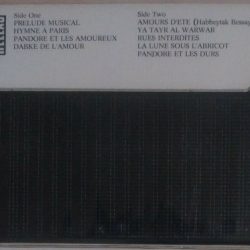 Side One
PRELUDE MUSICAL
HYMNE A PARIS
PANDORE ET LES AMOUREUX
DABKE DE L'AMOUR
Side Two
AMOURS D'ETE (Habbeytak Bessag
YA TAYR AL WARWAR
RUES INTERDITES
LA LUNE SOUS L'ABRICOT
PANDORE ET LES DURS